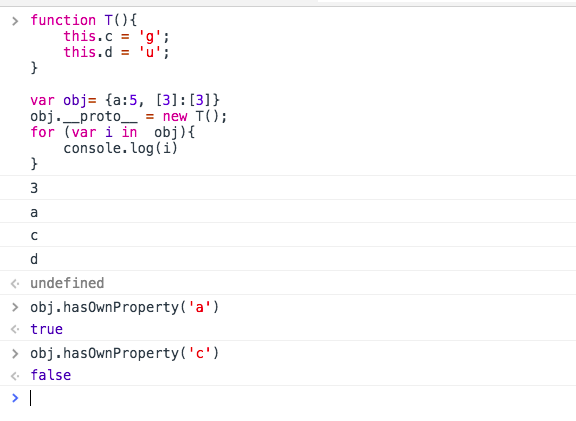 > function T(){
    this.c = 'g';
    this.d = 'u';
}

var obj= {a:5, [3]:[3]}
obj.__proto__ = new T();
for (var i in  obj){
    console.log(i)
}
3
a
c
d
<· undefined
> obj.hasOwnProperty('a')
<· true
> obj.hasOwnProperty('c')
<· false
>